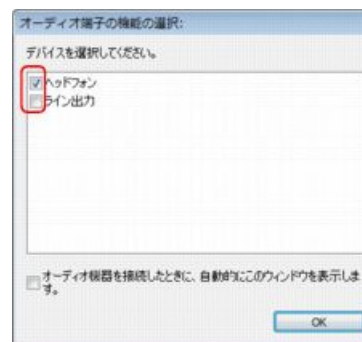 オーディオ端子の機能の選択:
デバイスを選択してください。
ヘッドフォン
ライン出力
オーディオ機器を接続したときに、自動的にこのウィンドウを表示しま
す。
OK